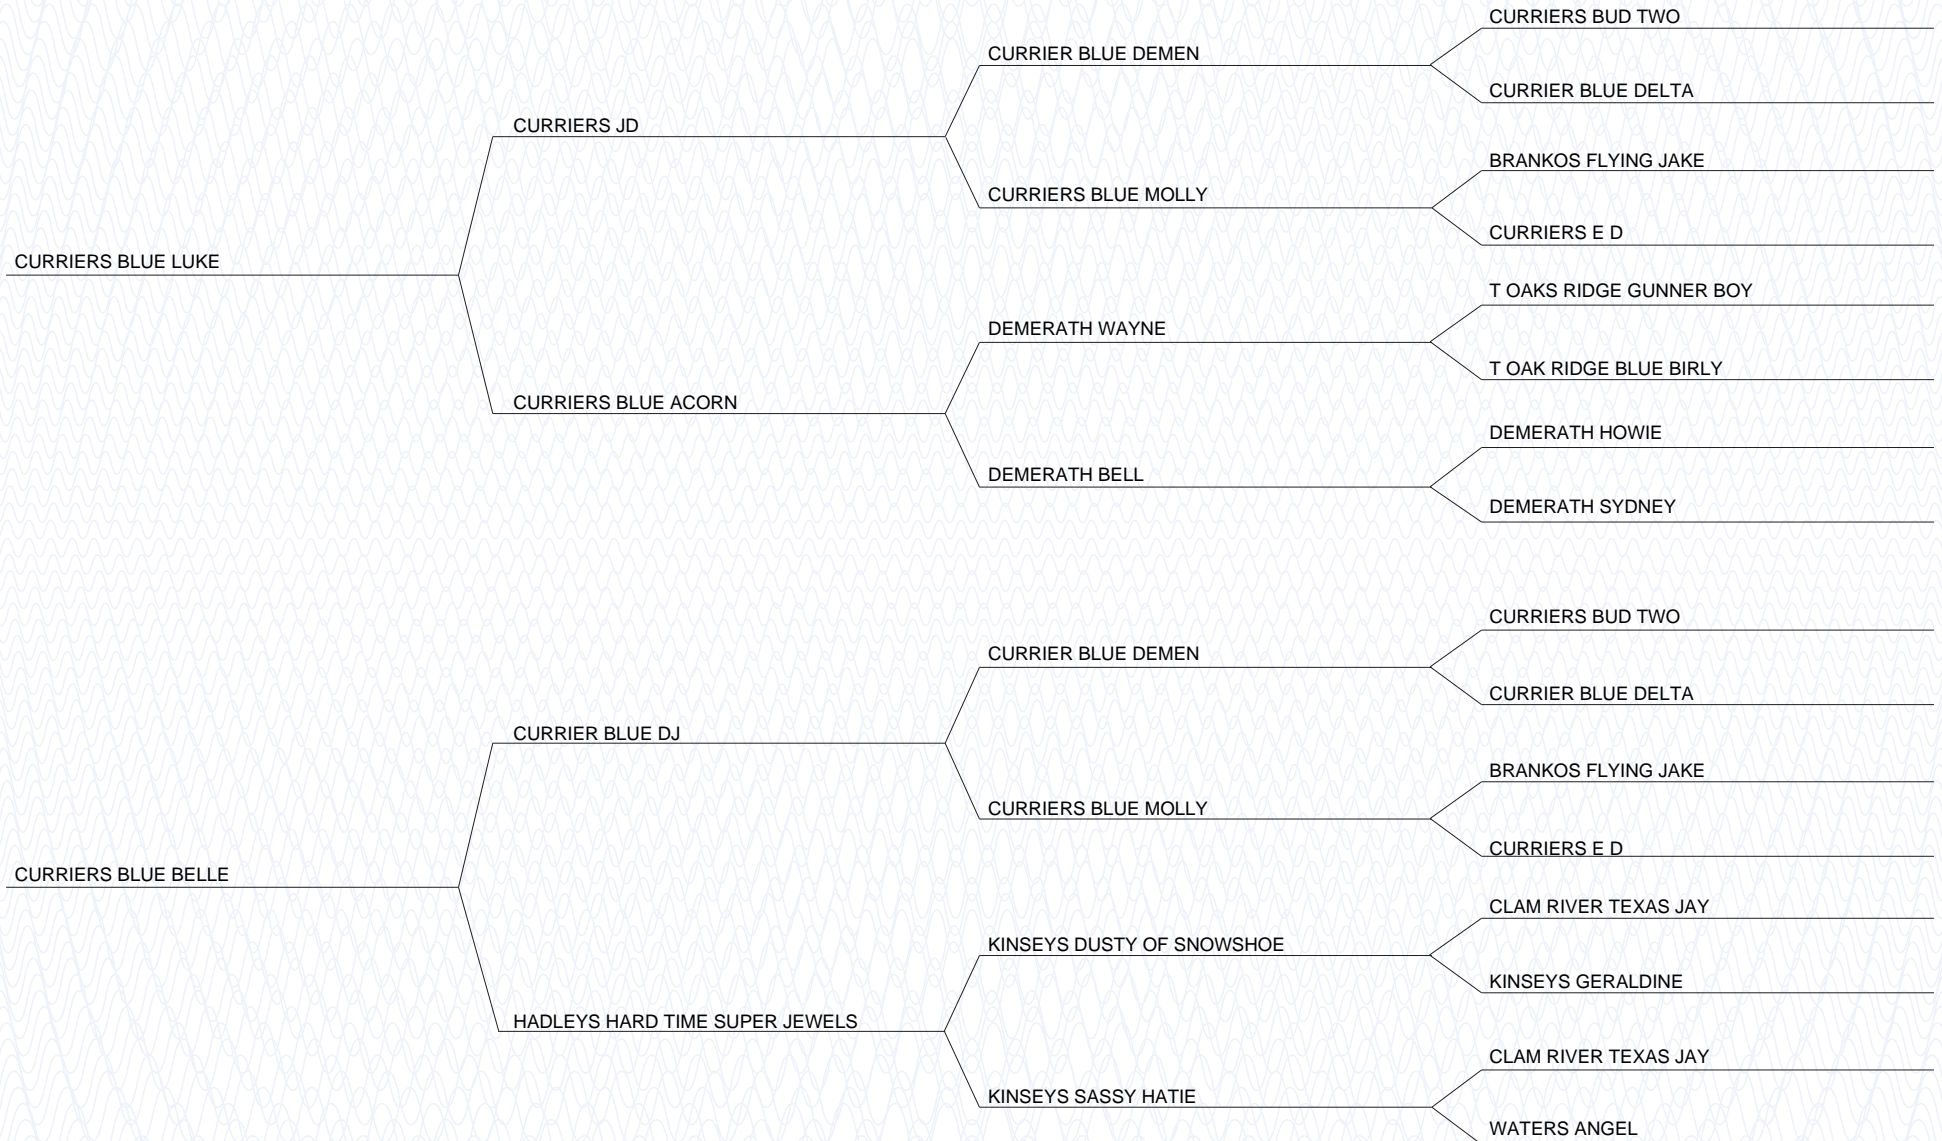 CURRIERS BUD TWO
CURRIER BLUE DEMEN
CURRIER BLUE DELTA
CURRIERS JD
BRANKOS FLYING JAKE
CURRIERS BLUE MOLLY
CURRIERS E D
CURRIERS BLUE LUKE
T OAKS RIDGE GUNNER BOY
DEMERATH WAYNE
T OAK RIDGE BLUE BIRLY
CURRIERS BLUE ACORN
DEMERATH HOWIE
DEMERATH BELL
DEMERATH SYDNEY
CURRIERS BUD TWO
CURRIER BLUE DEMEN
CURRIER BLUE DELTA
CURRIER BLUE DJ
BRANKOS FLYING JAKE
CURRIERS BLUE MOLLY
CURRIERS E D
CURRIERS BLUE BELLE
CLAM RIVER TEXAS JAY
KINSEYS DUSTY OF SNOWSHOE
KINSEYS GERALDINE
HADLEYS HARD TIME SUPER JEWELS
CLAM RIVER TEXAS JAY
KINSEYS SASSY HATIE
WATERS ANGEL